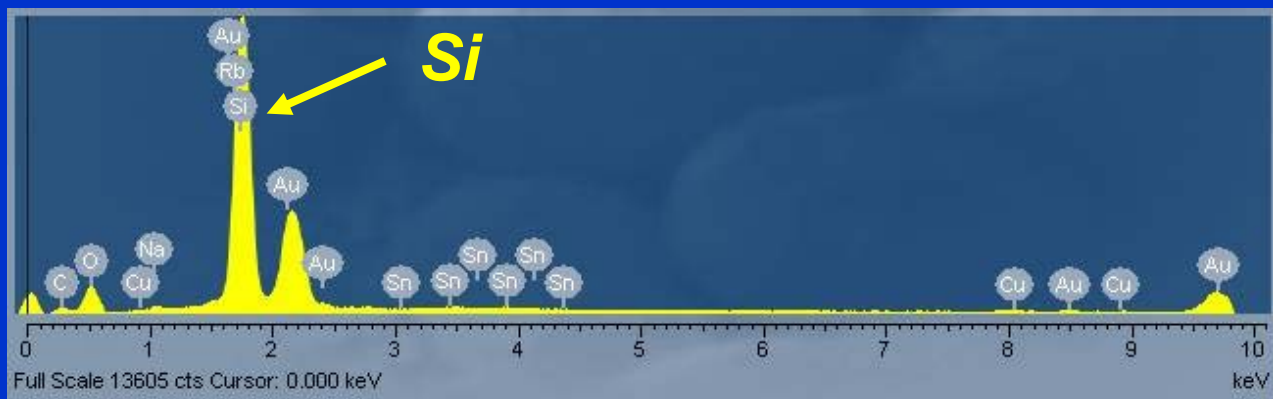 Au
Si
Rb
Si
Au
Na Sn Sn
C O Cu Au Sn Sn Sn Sn Cu Au Cu Au
0 1 2 3 4 5 6 7 8 9 10
Full Scale 13605 cts Cursor: 0.000 keV keV